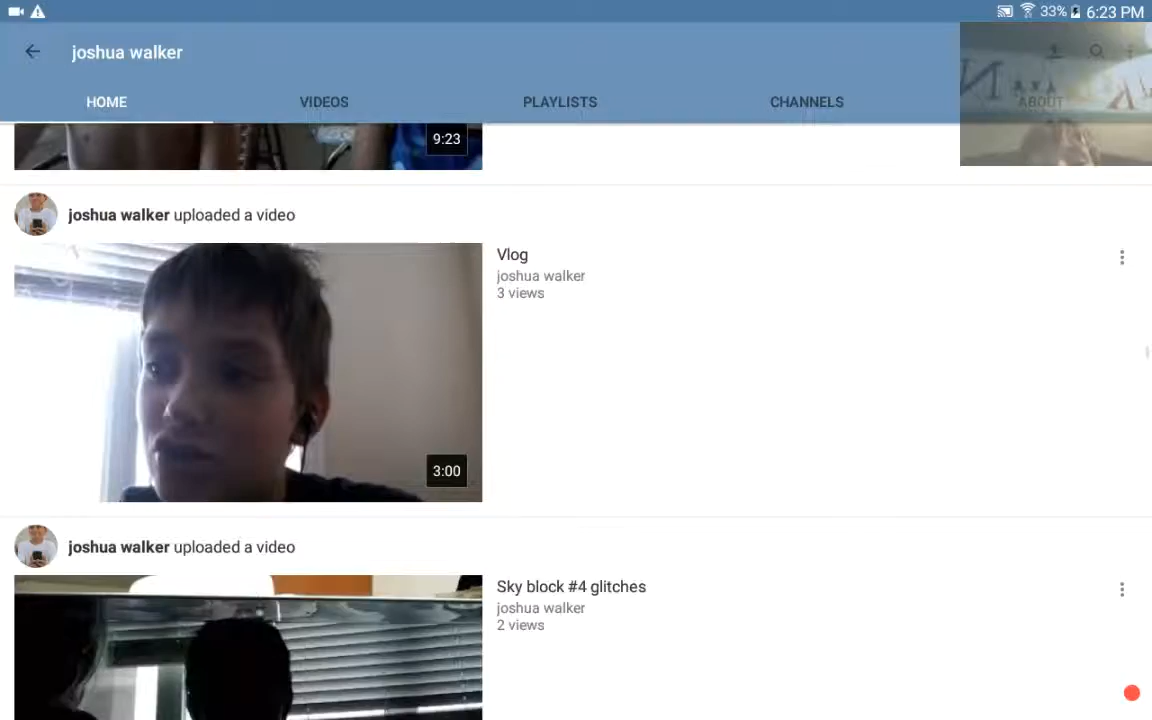 33% 6:23 PM
joshua walker
HOME VIDEOS PLAYLISTS CHANNELS ABOUT
9:23
joshua walker uploaded a video
Vlog
joshua walker
3 views
3:00
joshua walker uploaded a video
Sky block #4 glitches
joshua walker
2 views